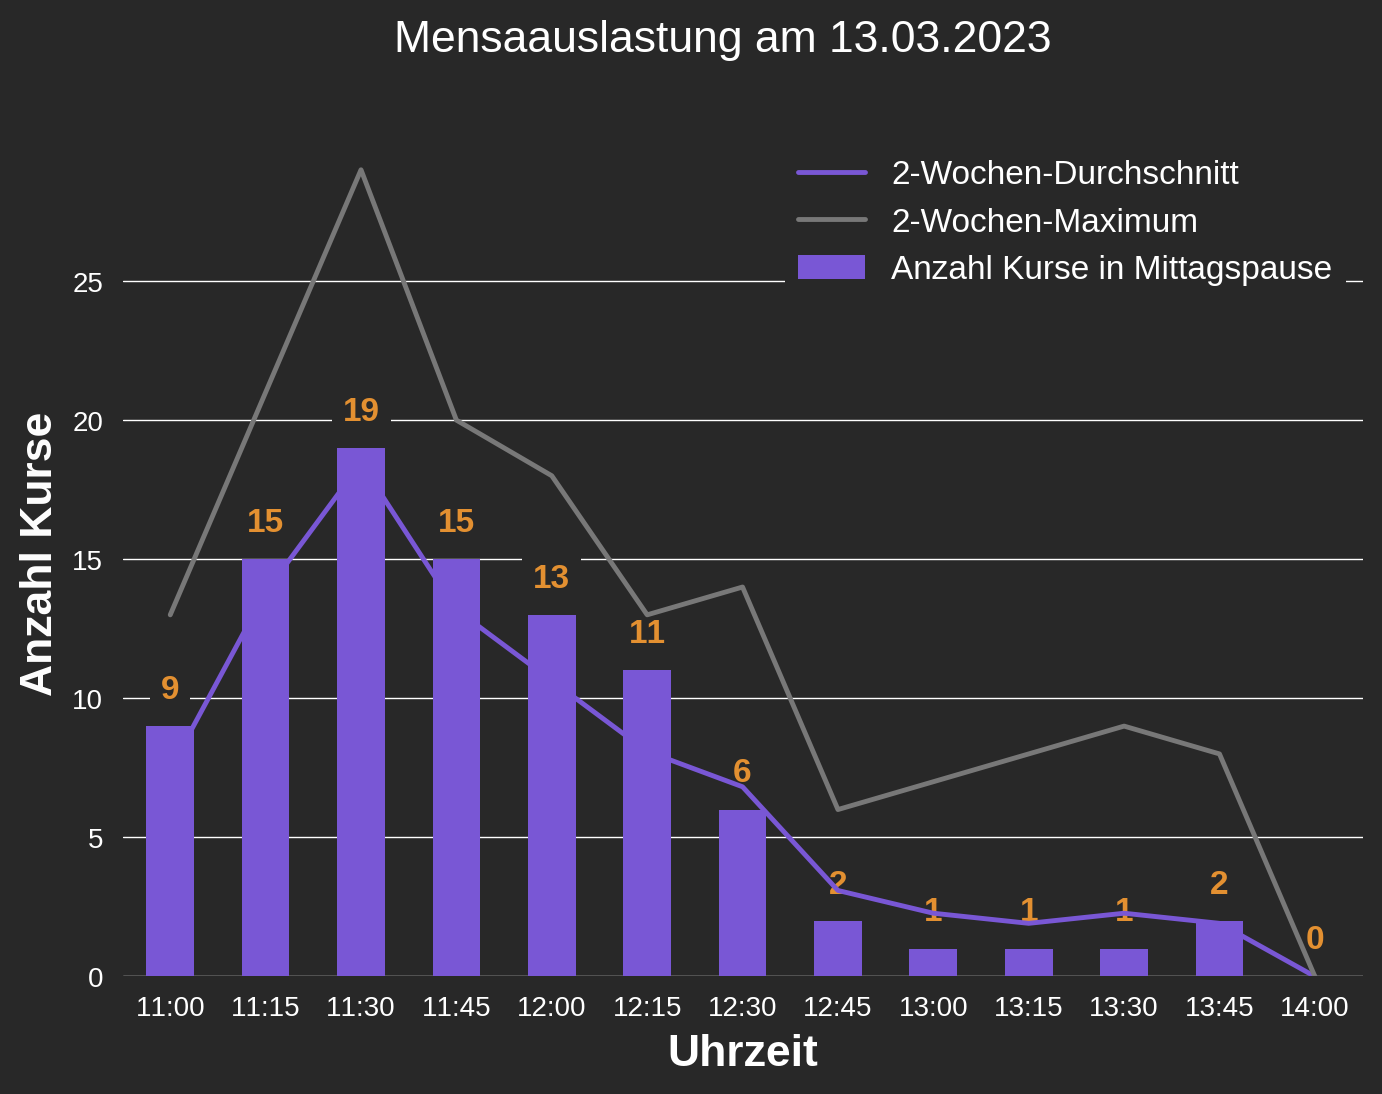 Mensaauslastung am 13.03.2023
2-Wochen-Durchschnitt
2-Wochen-Maximum
Anzahl Kurse in Mittagspause
Anzahl Kurse
25
20
15
10
5
0
9
15
19
15
13
11
6
2
1
1
1
2
0
11:00 11:15 11:30 11:45 12:00 12:15 12:30 12:45 13:00 13:15 13:30 13:45 14:00
Uhrzeit